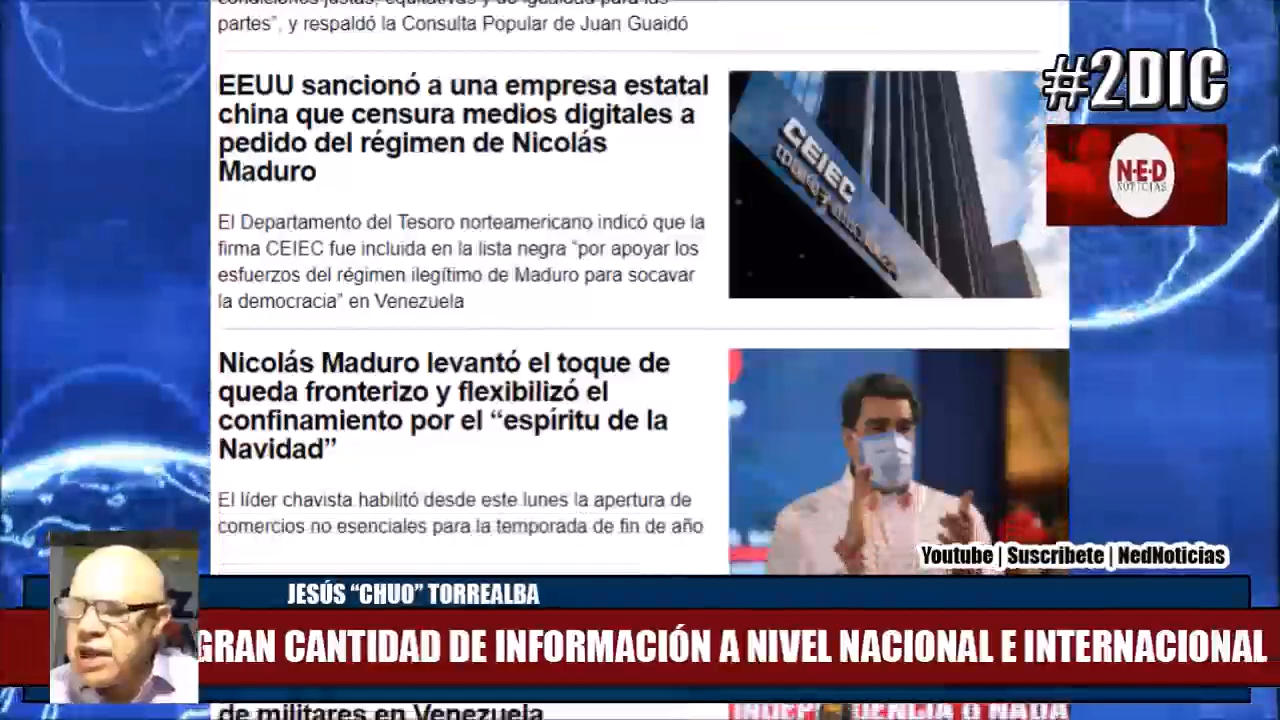 partes”, y respaldó la Consulta Popular de Juan Guaidó
EEUU sancionó a una empresa estatal
china que censura medios digitales a
pedido del régimen de Nicolás
Maduro
El Departamento del Tesoro norteamericano indicó que la
firma CEIEC fue incluida en la lista negra “por apoyar los
esfuerzos del régimen ilegítimo de Maduro para socavar
la democracia” en Venezuela
CEIEC
#2DIC
N·E·D
NOTICIAS
Nicolás Maduro levantó el toque de
queda fronterizo y flexibilizó el
confinamiento por el “espíritu de la
Navidad”
El líder chavista habilitó desde este lunes la apertura de
comercios no esenciales para la temporada de fin de año
Youtube | Suscribete | NedNoticias
JESÚS “CHUO” TORREALBA
GRAN CANTIDAD DE INFORMACIÓN A NIVEL NACIONAL E INTERNACIONAL
de militares en Venezuela